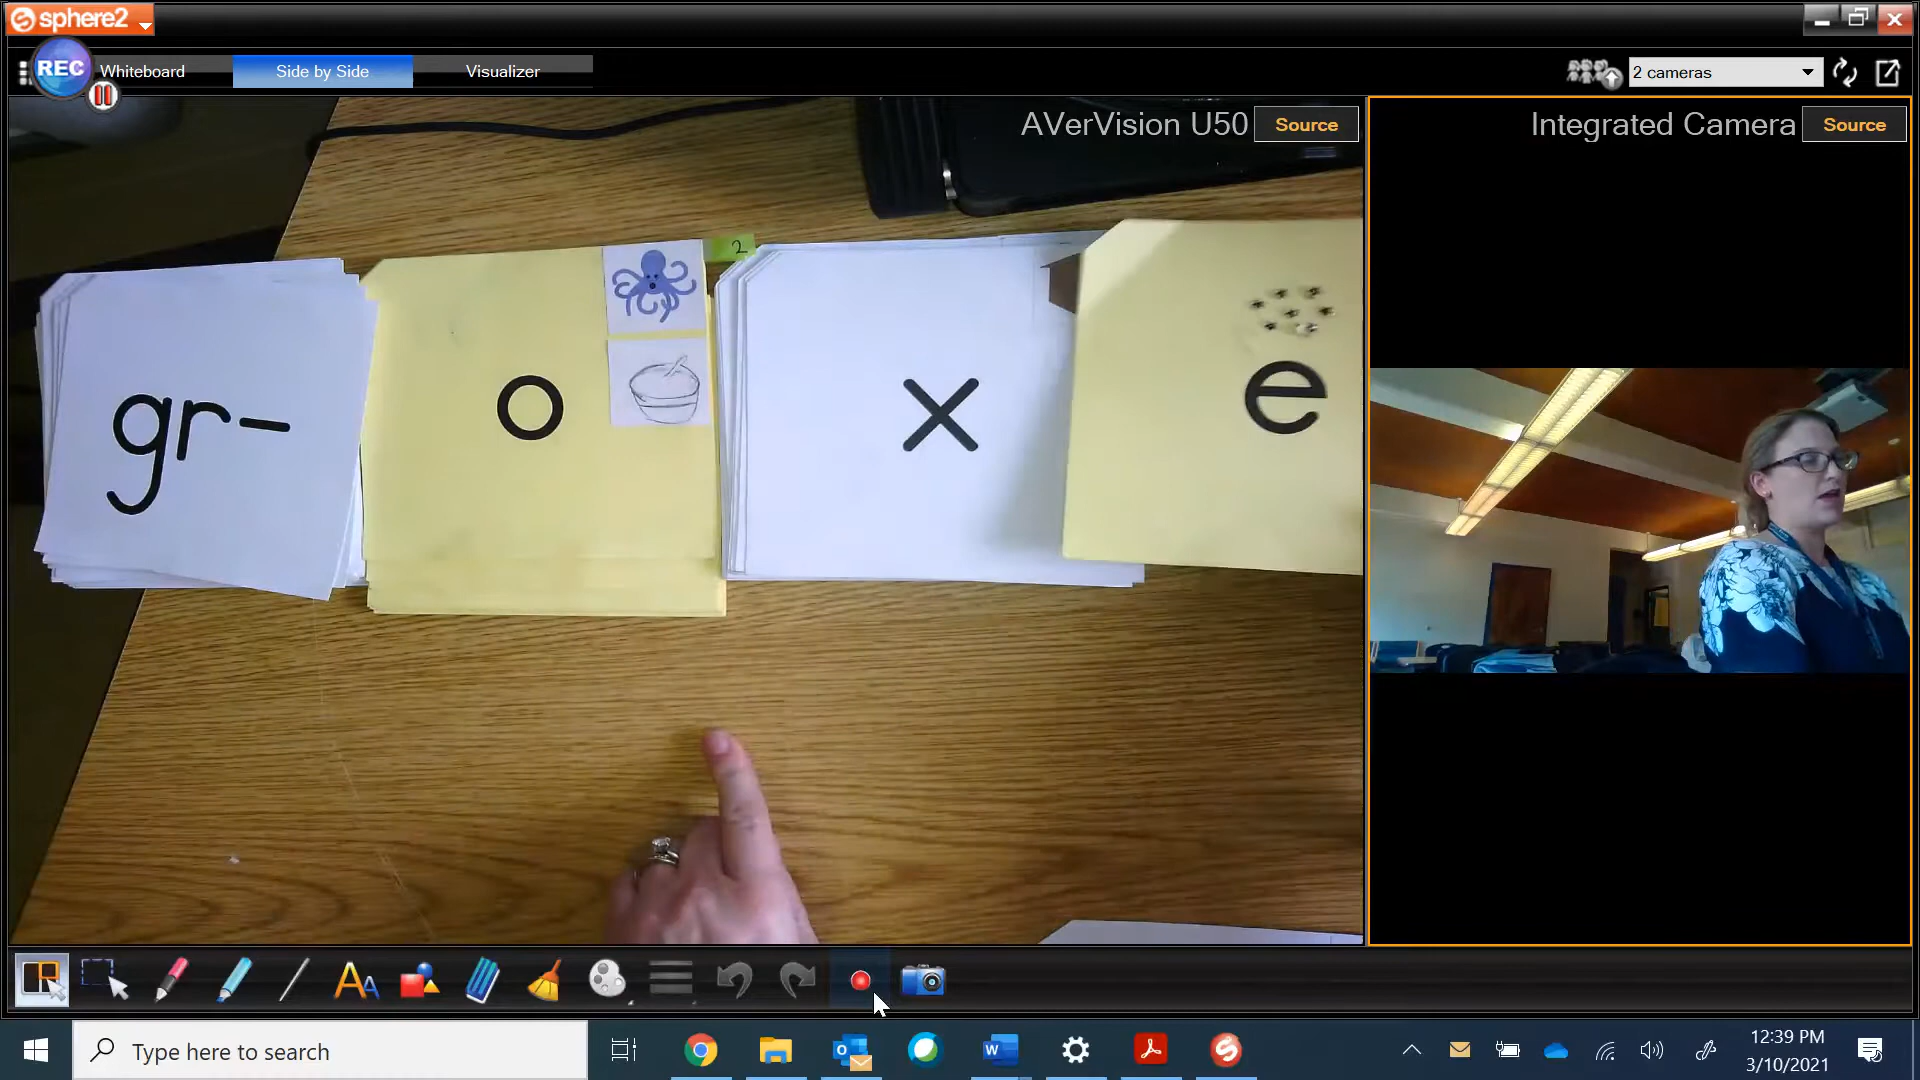 sphere2
REC
Whiteboard
Side by Side
Visualizer
2 cameras
AVerVision U50
Source
Integrated Camera
Source
2
gr-
o
x
e
AA
Type here to search
12:39 PM
3/10/2021